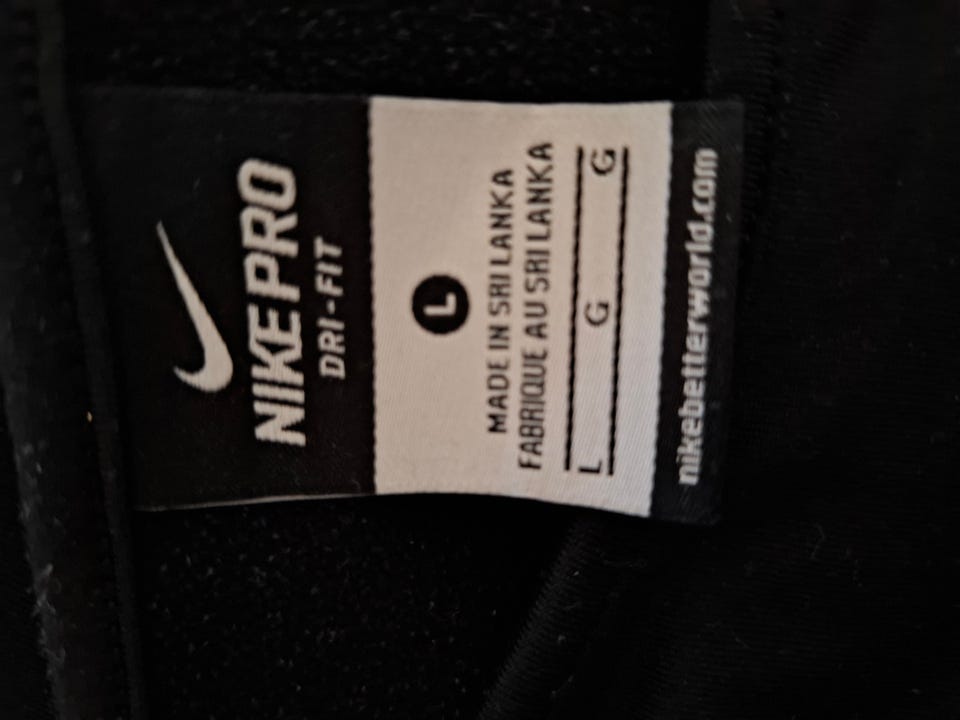 NIKE PRO
DRI-FIT
L
MADE IN SRI LANKA
FABRIQUE AU SRI LANKA
L G G
nikebetterworld.com